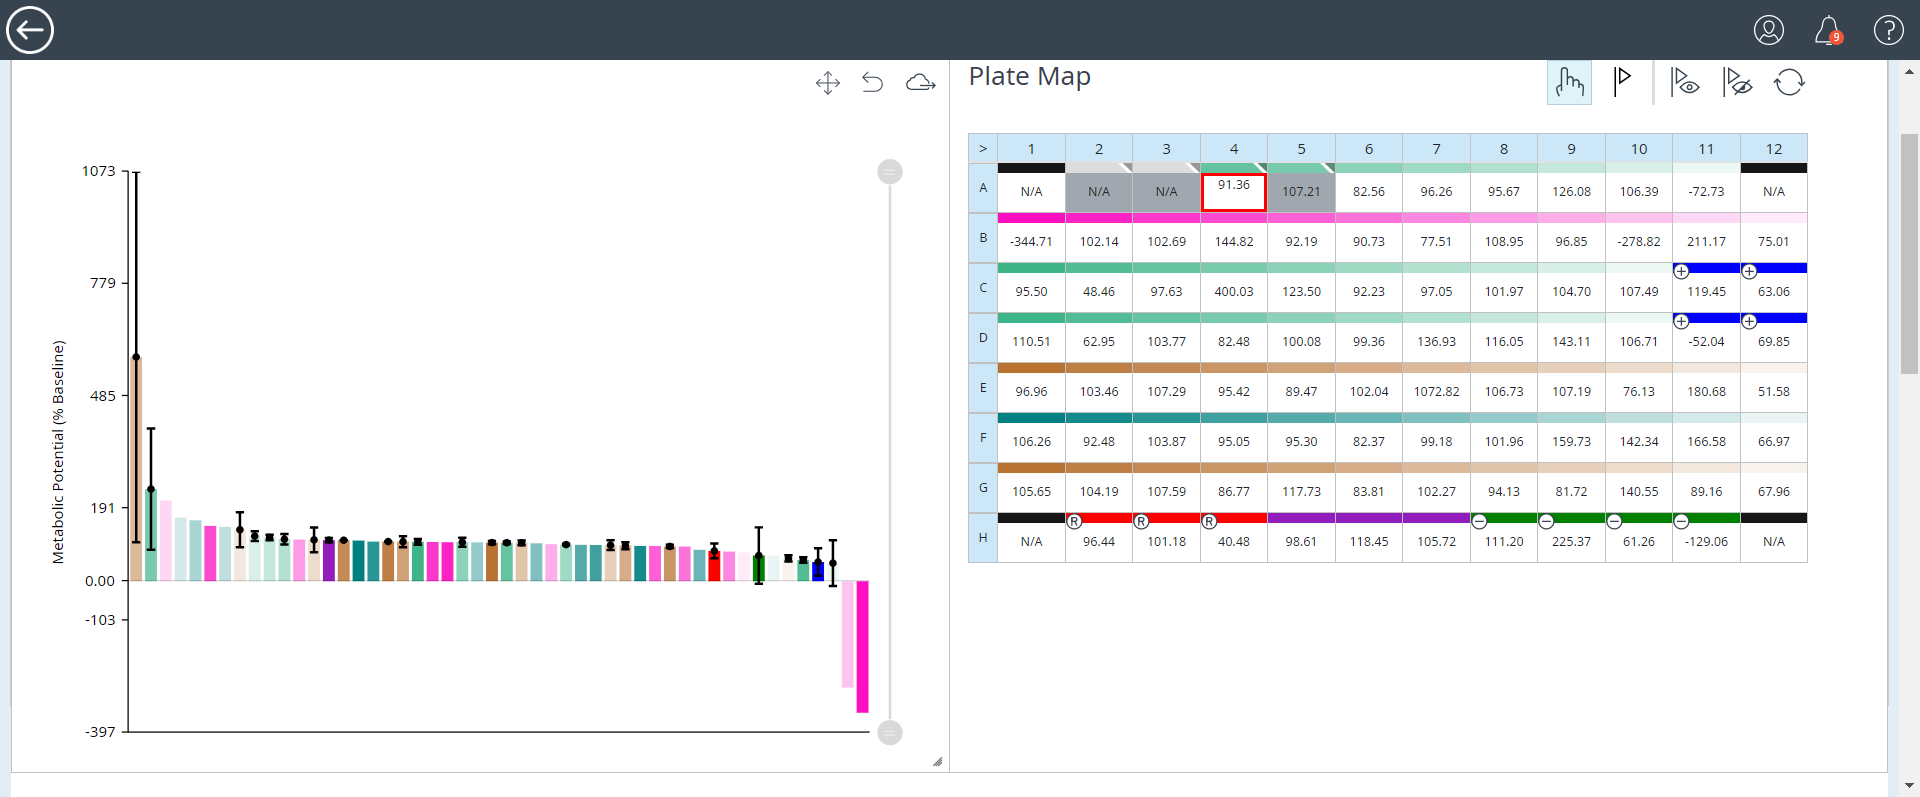 9
Plate Map
1073
779
485
191
0.00
-103
-397
Metabolic Potential (% Baseline)
> 1 2 3 4 5 6 7 8 9 10 11 12
A N/A N/A N/A 91.36 107.21 82.56 96.26 95.67 126.08 106.39 -72.73 N/A
B -344.71 102.14 102.69 144.82 92.19 90.73 77.51 108.95 96.85 -278.82 211.17 75.01
C 95.50 48.46 97.63 400.03 123.50 92.23 97.05 101.97 104.70 107.49 119.45 63.06
D 110.51 62.95 103.77 82.48 100.08 99.36 136.93 116.05 143.11 106.71 -52.04 69.85
E 96.96 103.46 107.29 95.42 89.47 102.04 1072.82 106.73 107.19 76.13 180.68 51.58
F 106.26 92.48 103.87 95.05 95.30 82.37 99.18 101.96 159.73 142.34 166.58 66.97
G 105.65 104.19 107.59 86.77 117.73 83.81 102.27 94.13 81.72 140.55 89.16 67.96
R R R
H N/A 96.44 101.18 40.48 98.61 118.45 105.72 111.20 225.37 61.26 -129.06 N/A